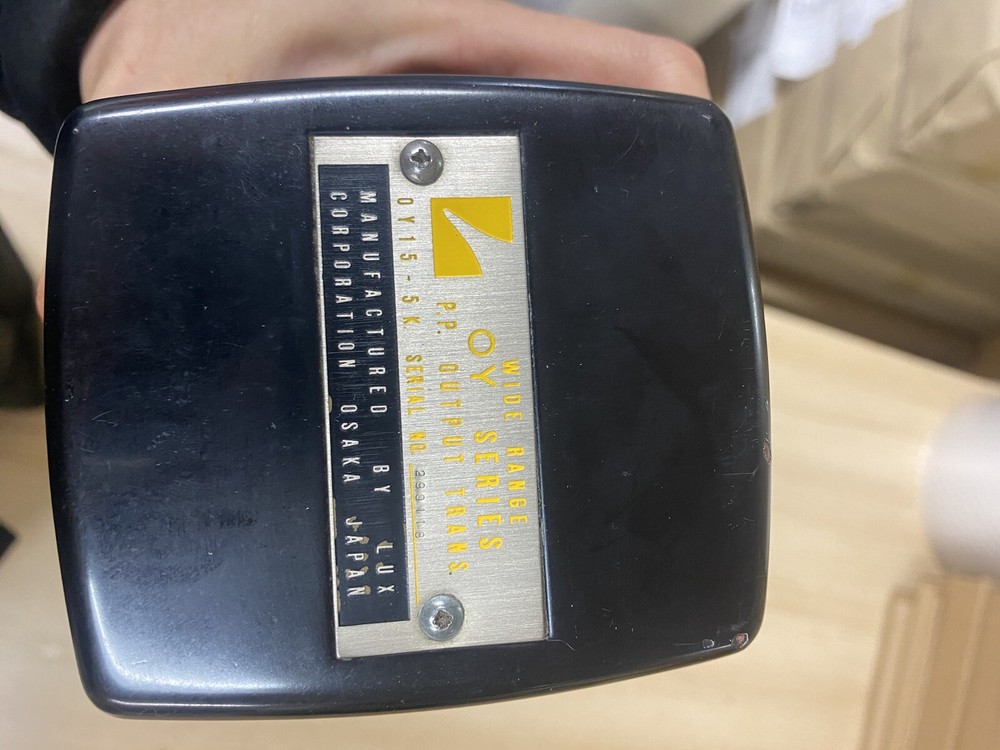 WIDE RANGE
OY SERIES
P.P. OUTPUT TRANS.
OY15-5K SERIAL NO.
MANUFACTURED BY LUX
CORPORATION OSAKA JAPAN